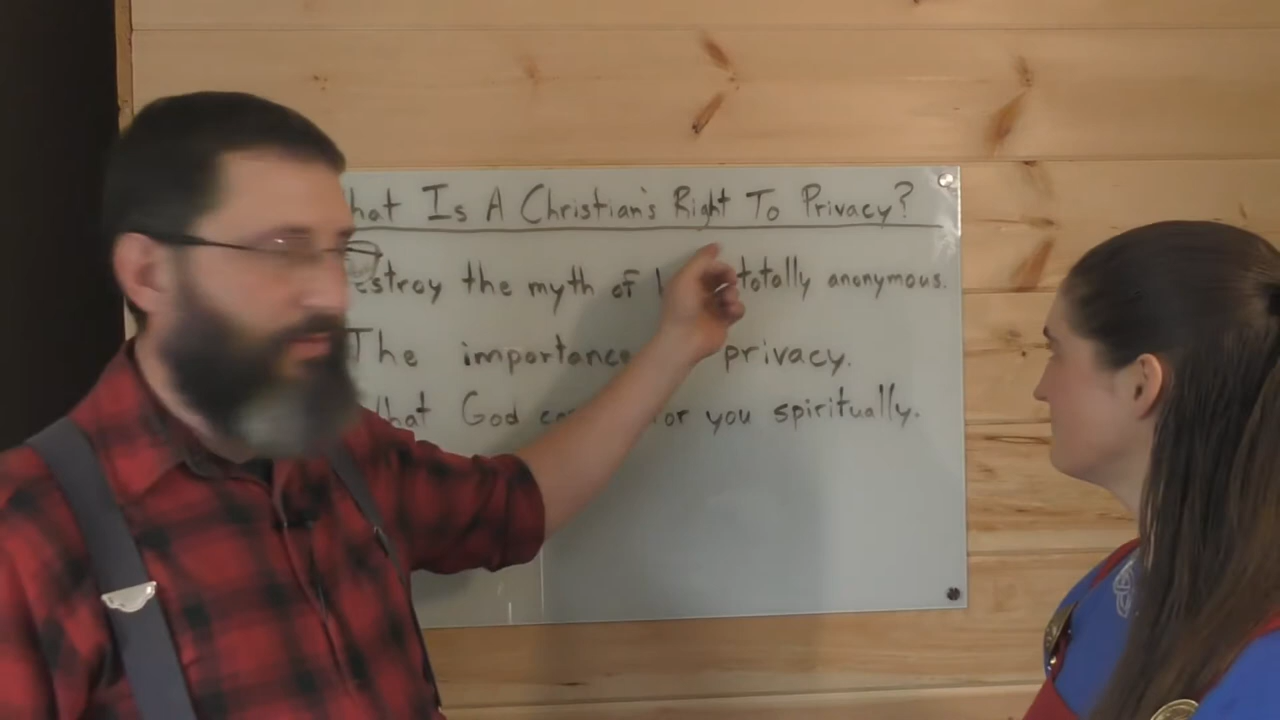 hat Is A Christian's Right To Privacy?
stroy the myth of totally anonymous.
The importance privacy.
hat God or you spiritually.